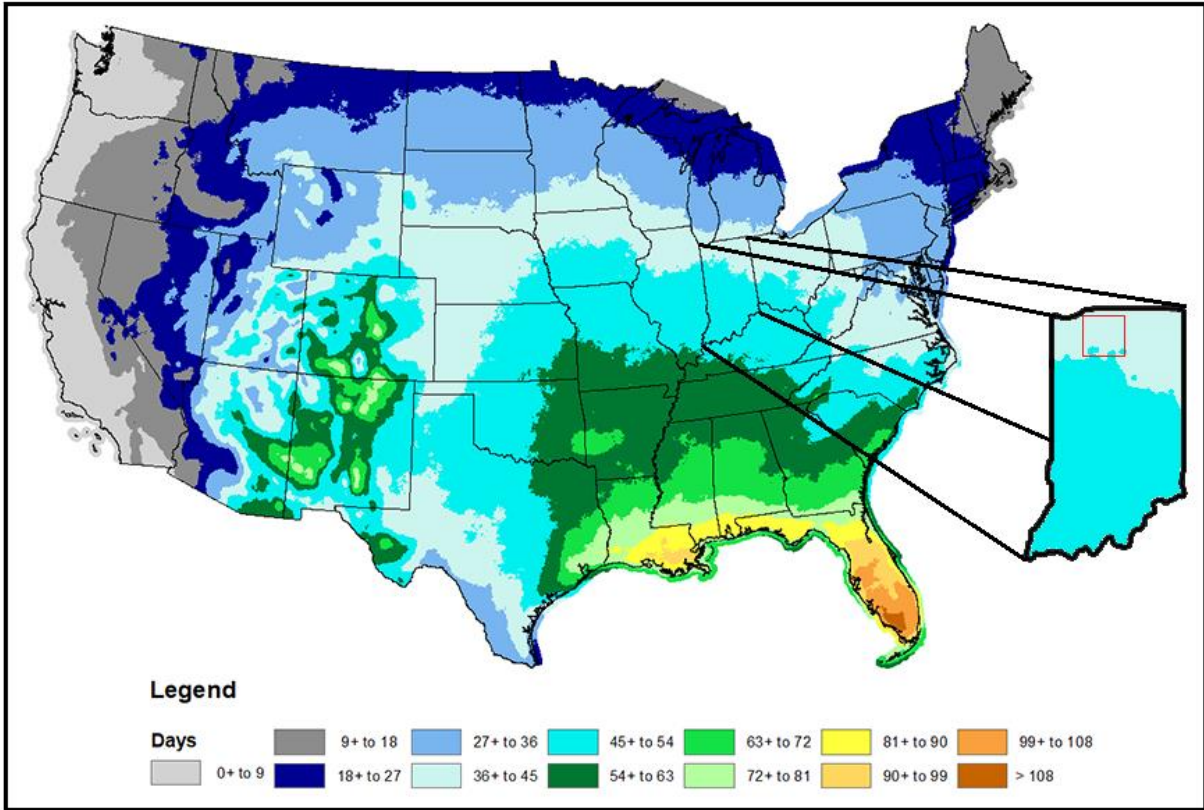 Legend
Days
9+ to 18
27+ to 36
45+ to 54
63+ to 72
81+ to 90
99+ to 108
0+ to 9
18+ to 27
36+ to 45
54+ to 63
72+ to 81
90+ to 99
> 108